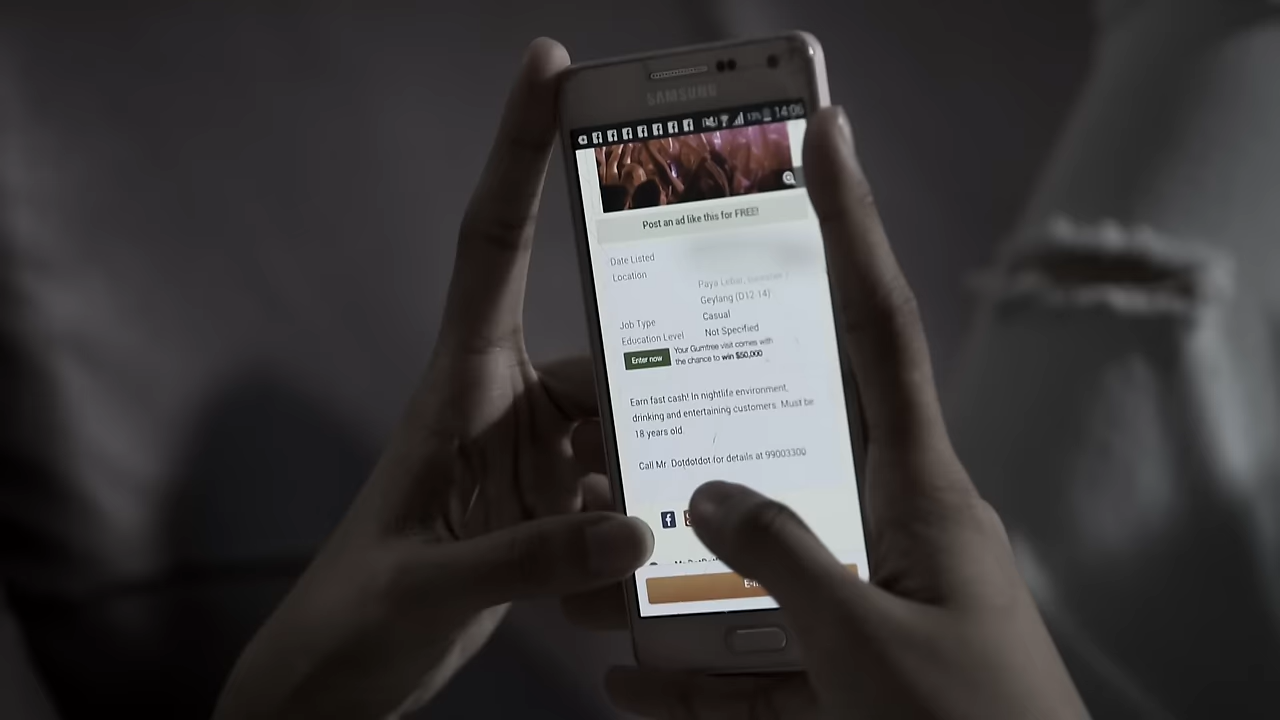 SAMSUNG
13% 14:06
Post an ad like this for FREE!
Date Listed
Location
Paya Lebar,
Geylang (D12 14)
Job Type Casual
Education Level Not Specified
Enter now Your Gumtree visit comes with
the chance to win $50,000
Earn fast cash! In nightlife environment,
drinking and entertaining customers. Must be
18 years old.
Call Mr. Dotdotdot for details at 99003300